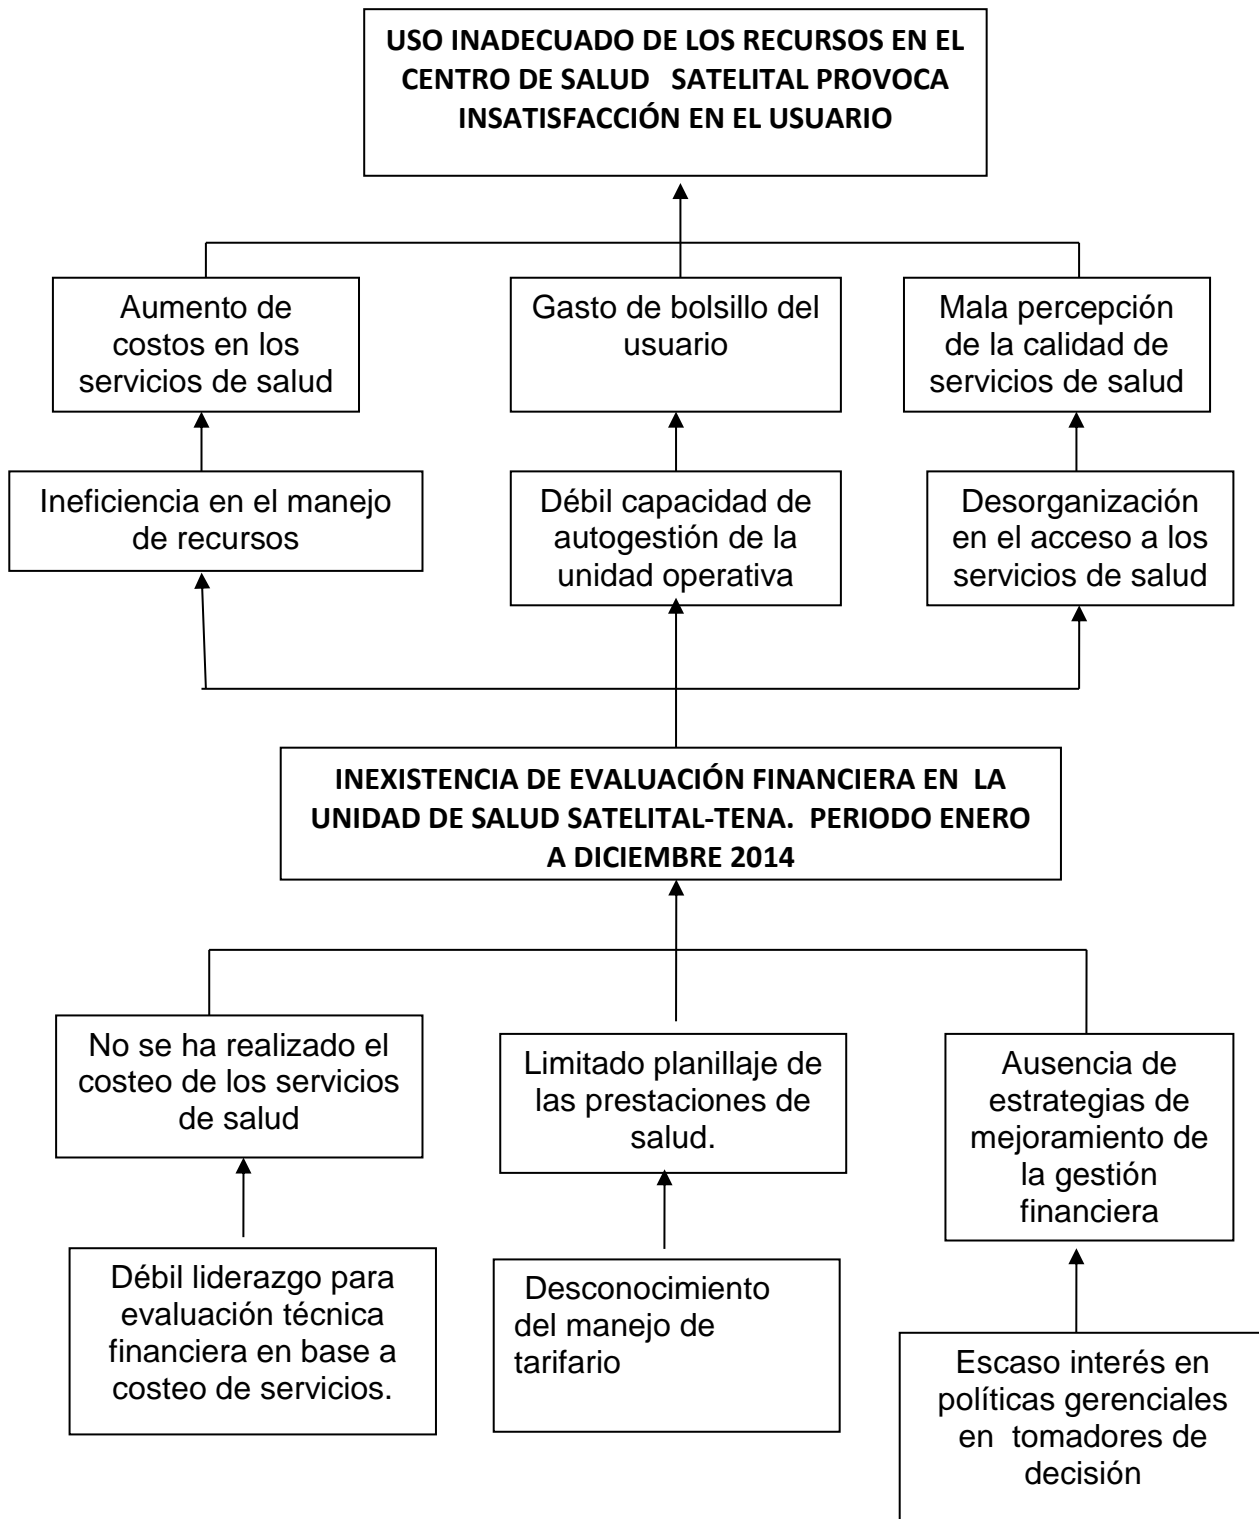 USO INADECUADO DE LOS RECURSOS EN EL
CENTRO DE SALUD SATELITAL PROVOCA
INSATISFACCIÓN EN EL USUARIO
Aumento de
costos en los
servicios de salud
Gasto de bolsillo del
usuario
Mala percepción
de la calidad de
servicios de salud
Ineficiencia en el manejo
de recursos
Débil capacidad de
autogestión de la
unidad operativa
Desorganización
en el acceso a los
servicios de salud
INEXISTENCIA DE EVALUACIÓN FINANCIERA EN LA
UNIDAD DE SALUD SATELITAL-TENA. PERIODO ENERO
A DICIEMBRE 2014
No se ha realizado el
costeo de los servicios
de salud
Limitado planillaje de
las prestaciones de
salud.
Ausencia de
estrategias de
mejoramiento de
la gestión
financiera
Débil liderazgo para
evaluación técnica
financiera en base a
costeo de servicios.
Desconocimiento
del manejo de
tarifario
Escaso interés en
políticas gerenciales
en tomadores de
decisión